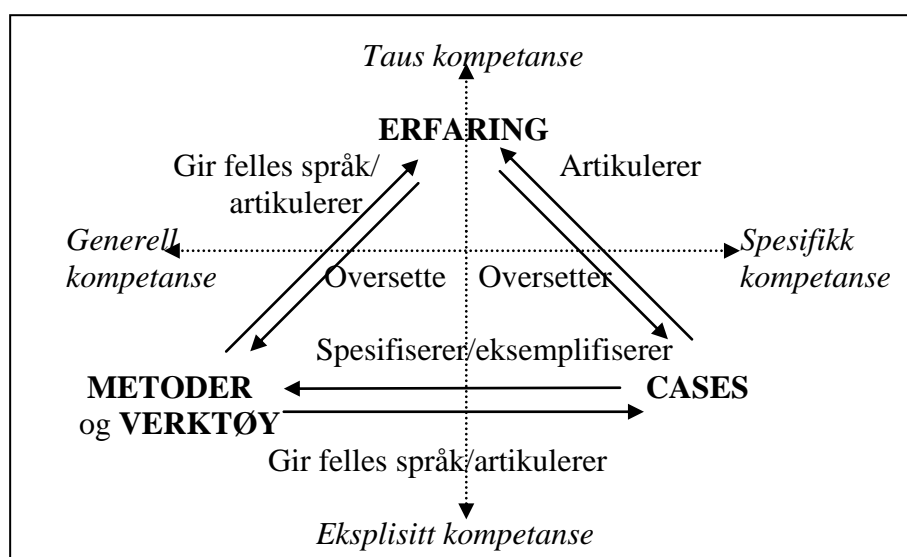 Taus kompetanse
ERFARING
Gir felles språk/
artikulerer
Artikulerer
Generell
kompetanse
Spesifikk
kompetanse
Oversette
Oversetter
Spesifiserer/eksemplifiserer
METODER
og VERKTØY
CASES
Gir felles språk/artikulerer
Eksplisitt kompetanse